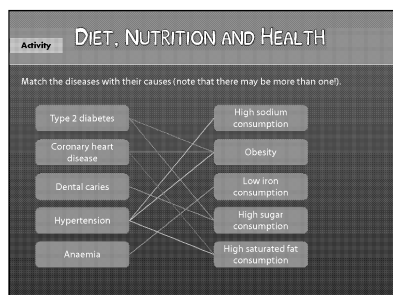 Activity
DIET, NUTRITION AND HEALTH
Match the diseases with their causes (note that there may be more than one!).
Type 2 diabetes
Coronary heart
disease
Dental caries
Hypertension
Anaemia
High sodium
consumption
Obesity
Low iron
consumption
High sugar
consumption
High saturated fat
consumption